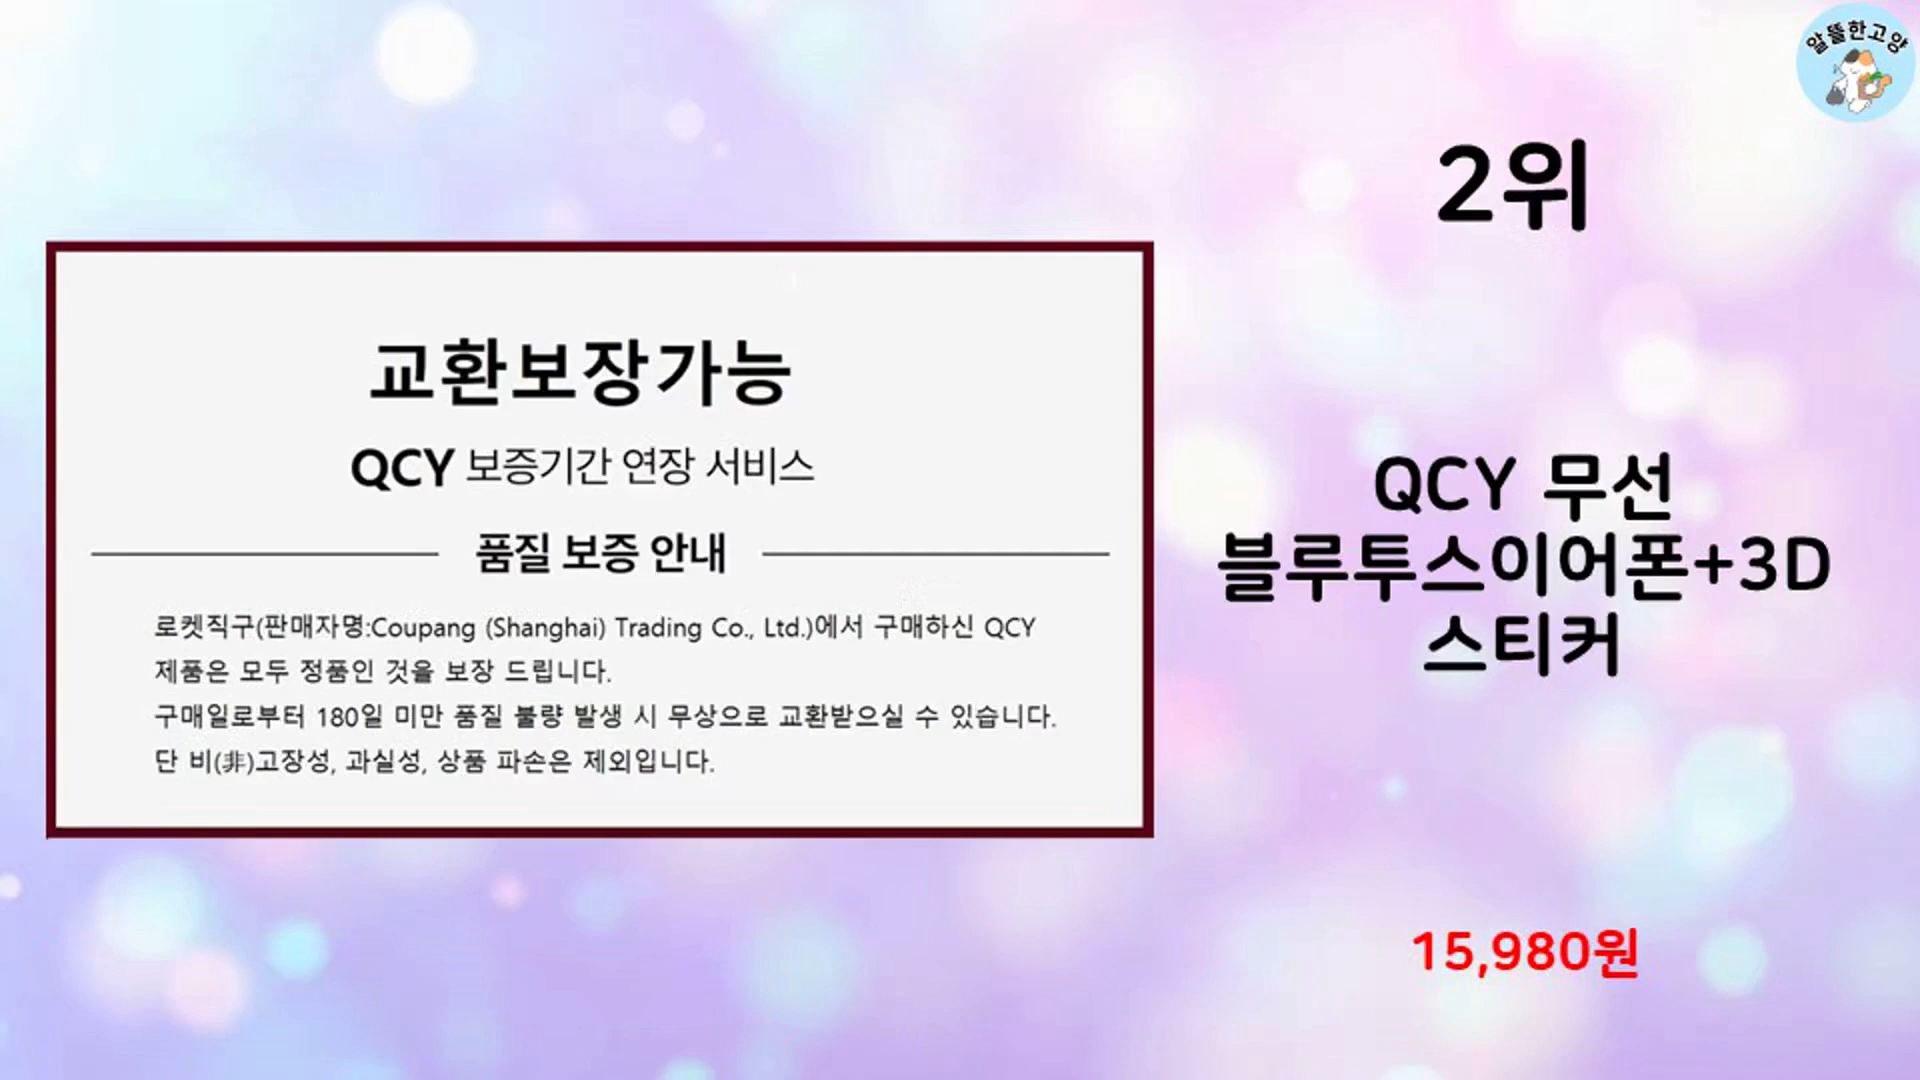 알뜰한고양
2위
교환보장가능
QCY 보증기간 연장 서비스
품질 보증 안내
로켓직구(판매자명:Coupang (Shanghai) Trading Co., Ltd.)에서 구매하신 QCY
제품은 모두 정품인 것을 보장 드립니다.
구매일로부터 180일 미만 품질 불량 발생 시 무상으로 교환받으실 수 있습니다.
단 비(非)고장성, 과실성, 상품 파손은 제외입니다.
QCY 무선
블루투스이어폰+3D
스티커
15,980원